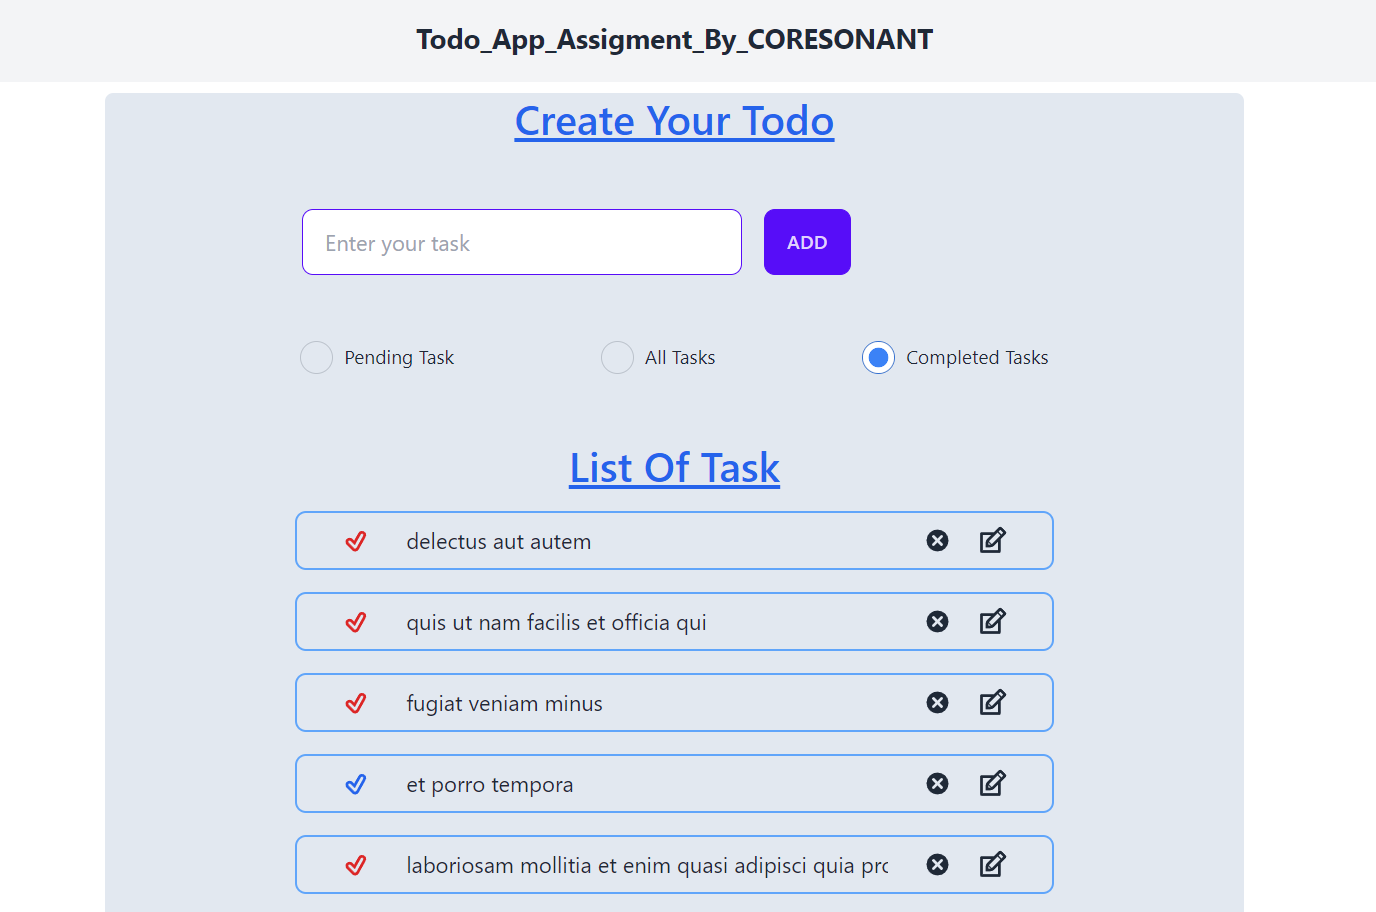 Todo_App_Assigment_By_CORESONANT
Create Your Todo
Enter your task
ADD
Pending Task
All Tasks
Completed Tasks
List Of Task
delectus aut autem
quis ut nam facilis et officia qui
fugiat veniam minus
et porro tempora
laboriosam mollitia et enim quasi adipisci quia